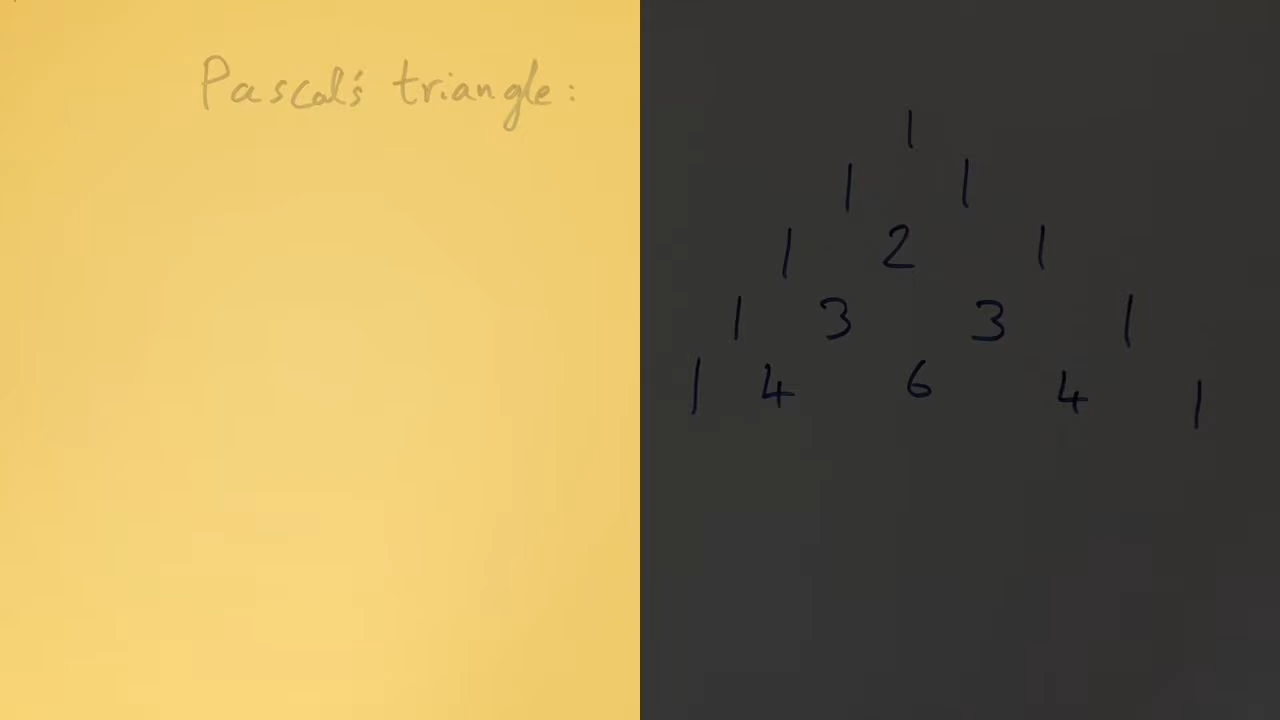 Pascal's triangle:
1
1 1
1 2 1
1 3 3 1
1 4 6 4 1